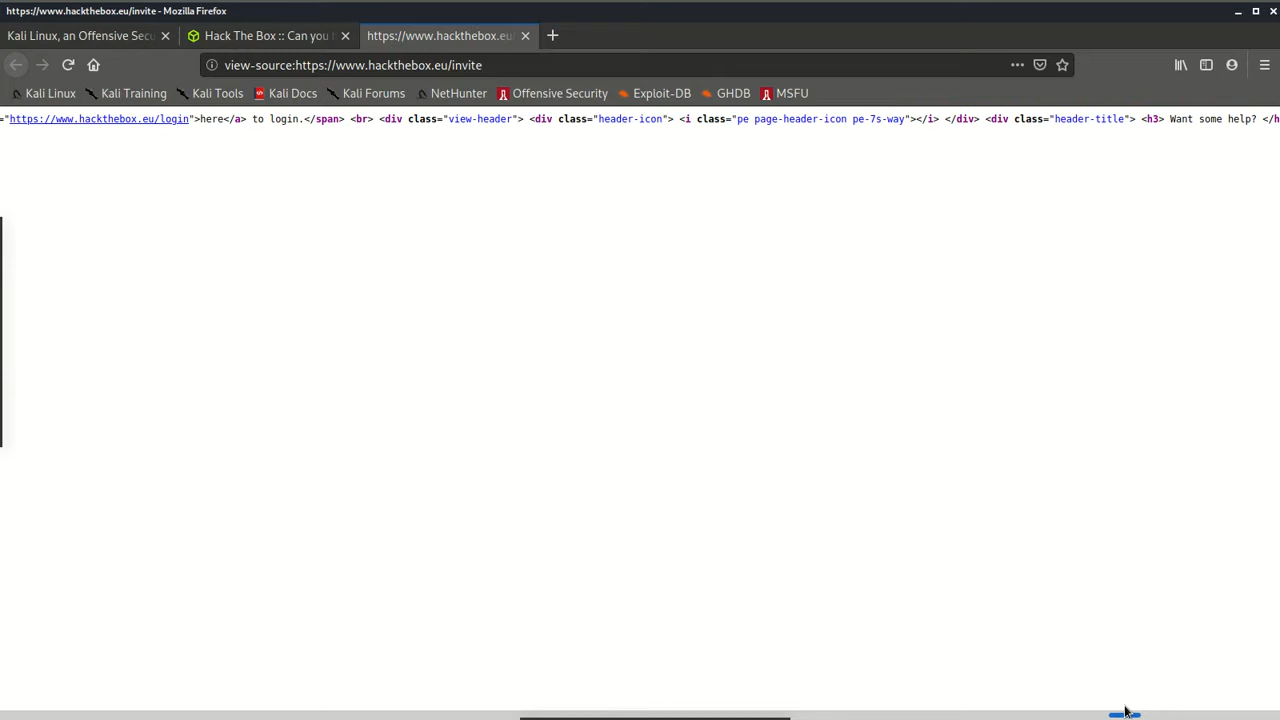 https://www.hackthebox.eu/invite - Mozilla Firefox
Kali Linux, an Offensive Secu
Hack The Box :: Can you h
https://www.hackthebox.eu/
view-source:https://www.hackthebox.eu/invite
Kali Linux Kali Training Kali Tools Kali Docs Kali Forums NetHunter Offensive Security Exploit-DB GHDB MSFU
="https://www.hackthebox.eu/login">here</a> to login.</span> <br> <div class="view-header"> <div class="header-icon"> <i class="pe page-header-icon pe-7s-way"></i> </div> <div class="header-title"> <h3> Want some help? </h